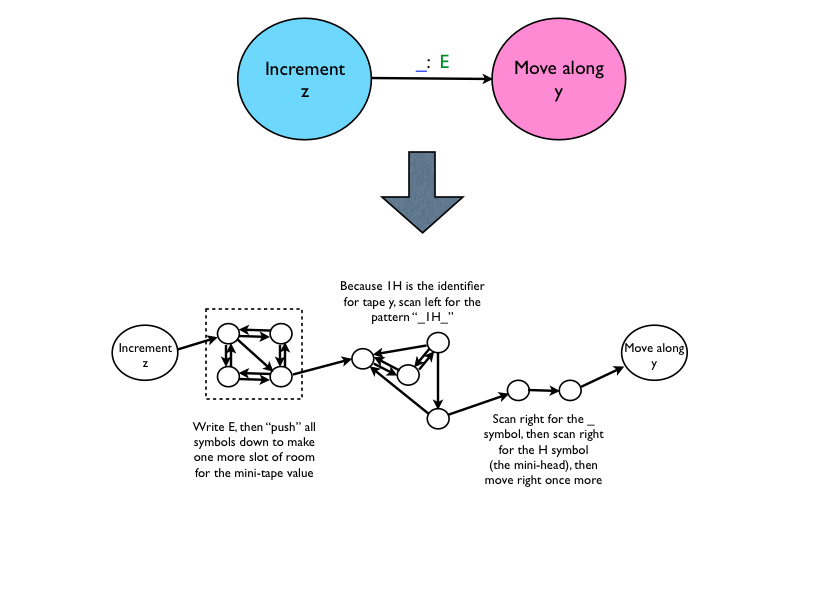 Increment
z
_: E
Move along
y
Because 1H is the identifier
for tape y, scan left for the
pattern “_1H_”
Increment
z
Move along
y
Write E, then “push” all
symbols down to make
one more slot of room
for the mini-tape value
Scan right for the _
symbol, then scan right
for the H symbol
(the mini-head), then
move right once more